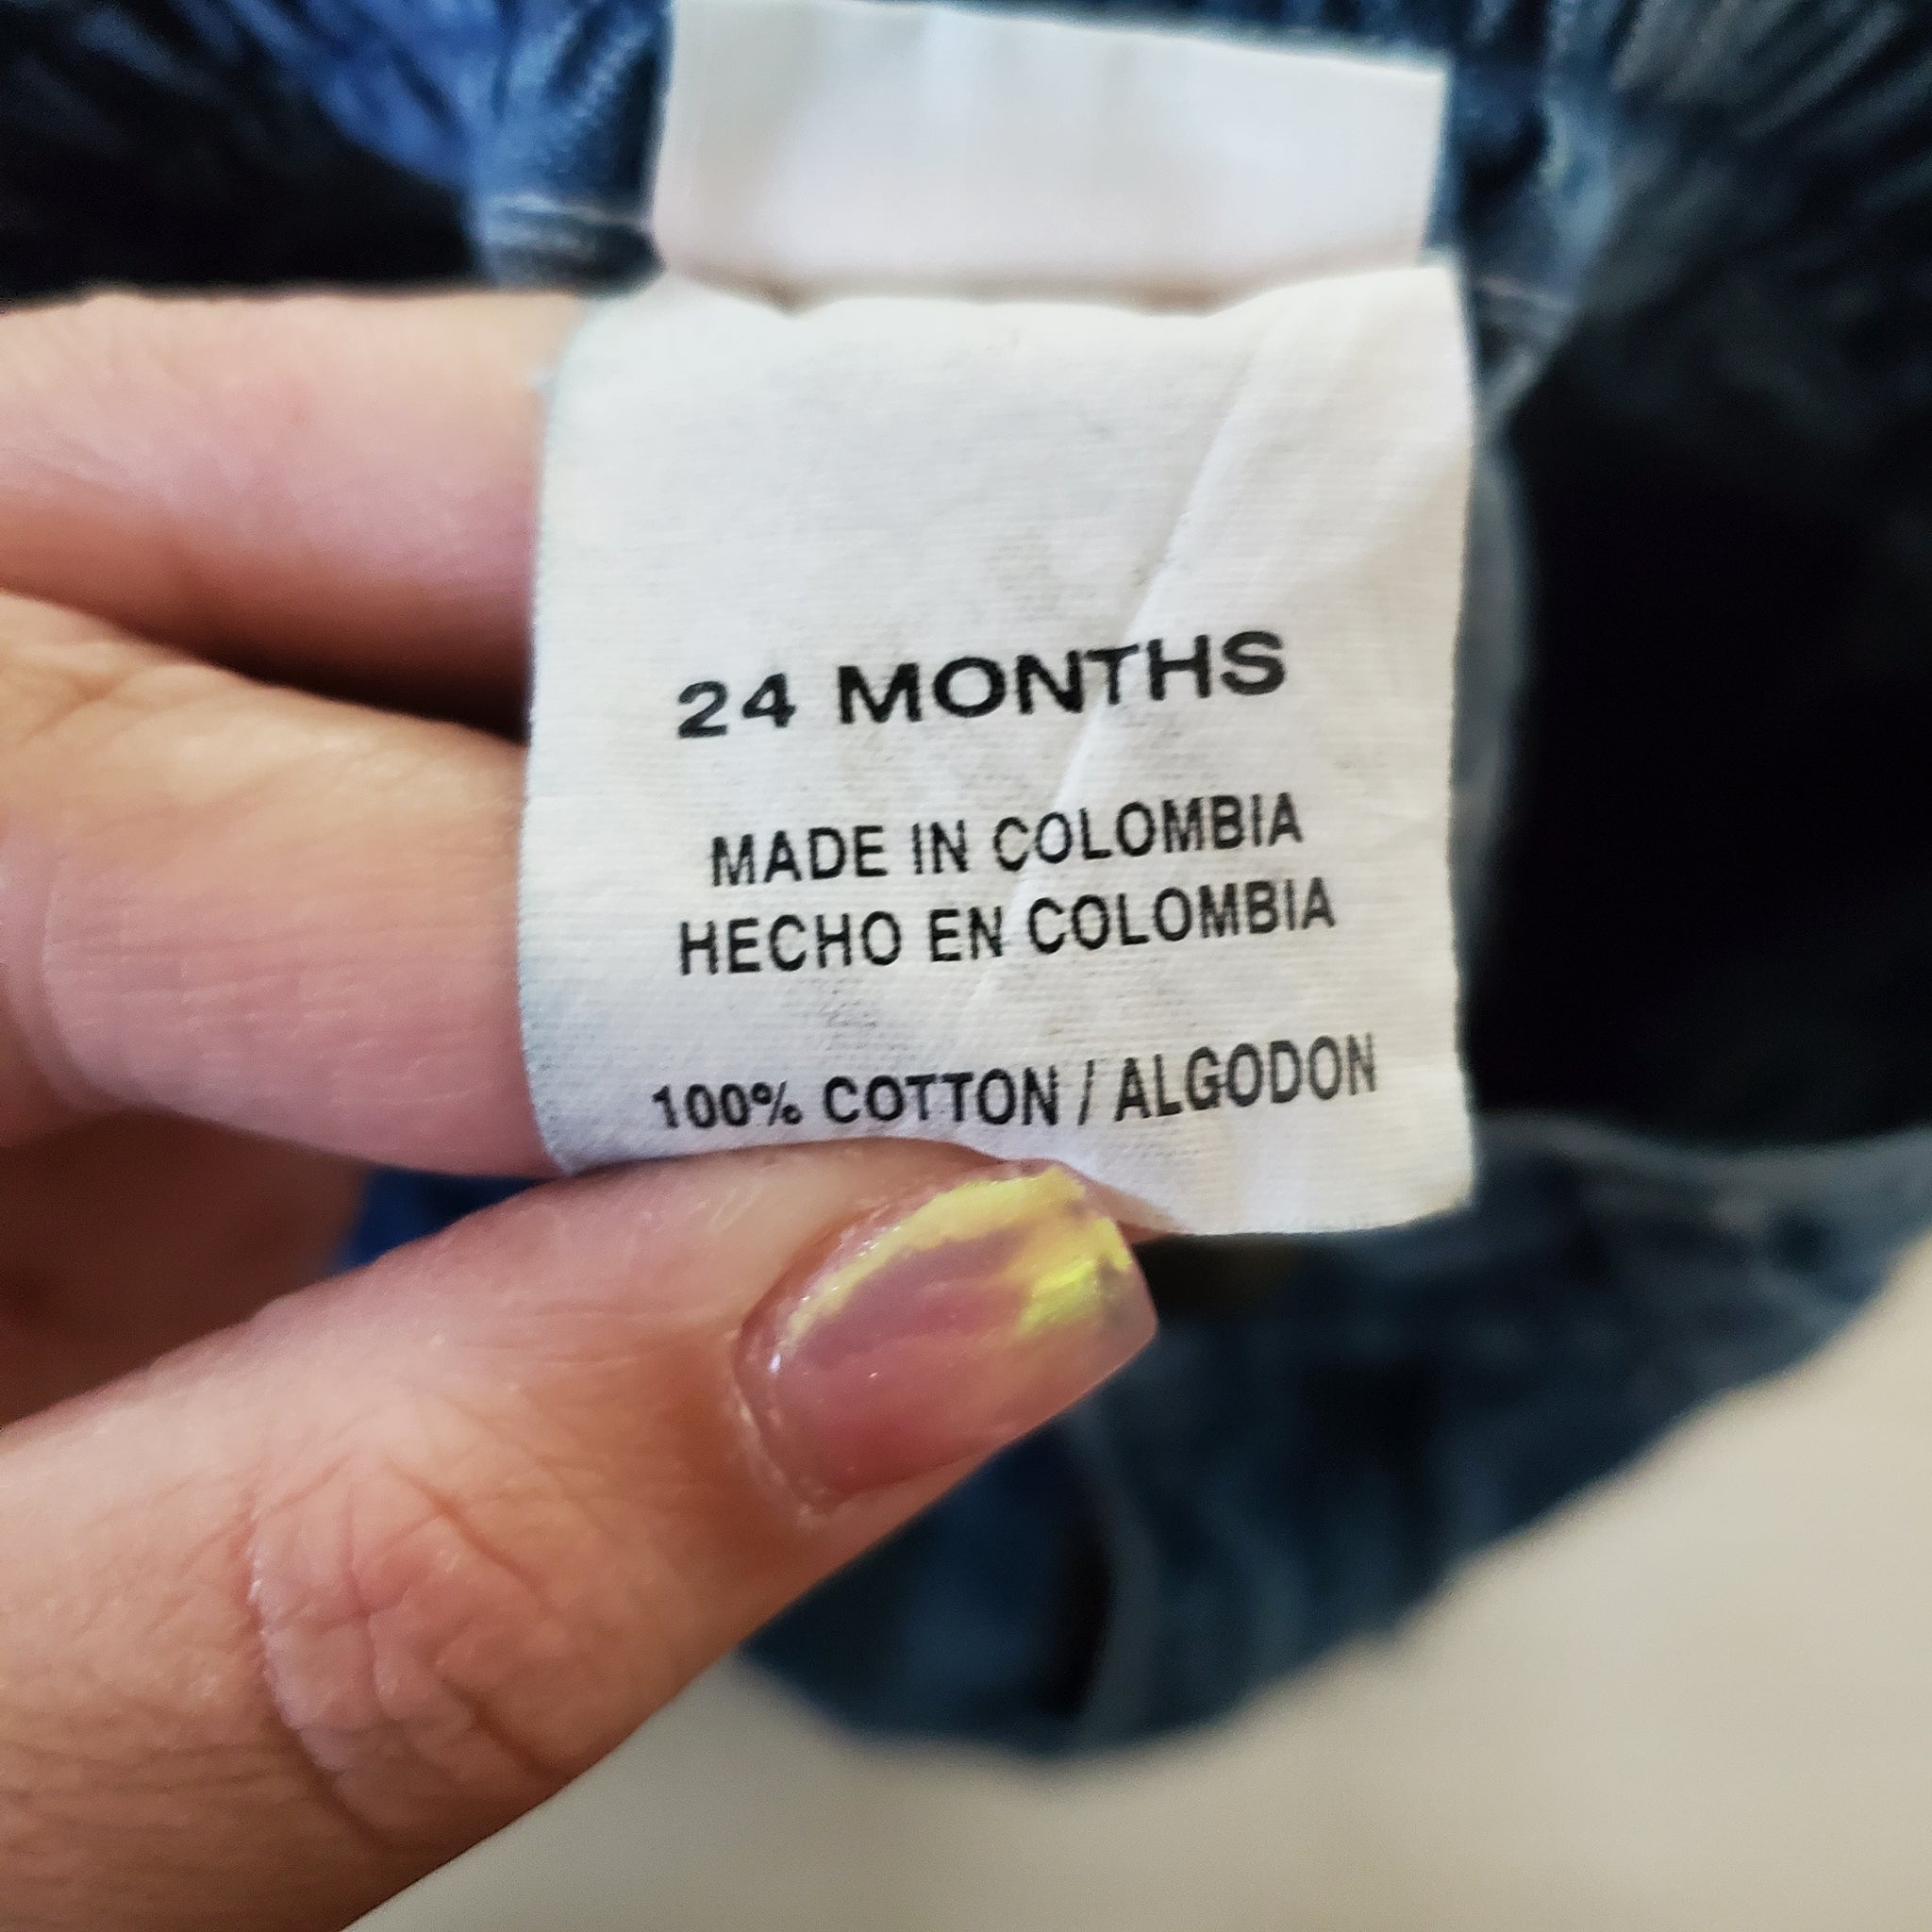 24 MONTHS
MADE IN COLOMBIA
HECHO EN COLOMBIA
100% COTTON / ALGODON